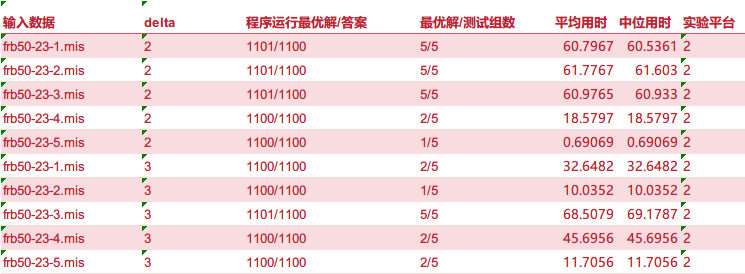 输入数据 delta 程序运行最优解/答案 最优解/测试组数 平均用时 中位用时 实验平台
frb50-23-1.mis 2 1101/1100 5/5 60.7967 60.5361 2
frb50-23-2.mis 2 1101/1100 5/5 61.7767 61.603 2
frb50-23-3.mis 2 1101/1100 5/5 60.9765 60.933 2
frb50-23-4.mis 2 1100/1100 2/5 18.5797 18.5797 2
frb50-23-5.mis 2 1100/1100 1/5 0.69069 0.69069 2
frb50-23-1.mis 3 1100/1100 2/5 32.6482 32.6482 2
frb50-23-2.mis 3 1100/1100 1/5 10.0352 10.0352 2
frb50-23-3.mis 3 1101/1100 5/5 68.5079 69.1787 2
frb50-23-4.mis 3 1100/1100 2/5 45.6956 45.6956 2
frb50-23-5.mis 3 1100/1100 2/5 11.7056 11.7056 2